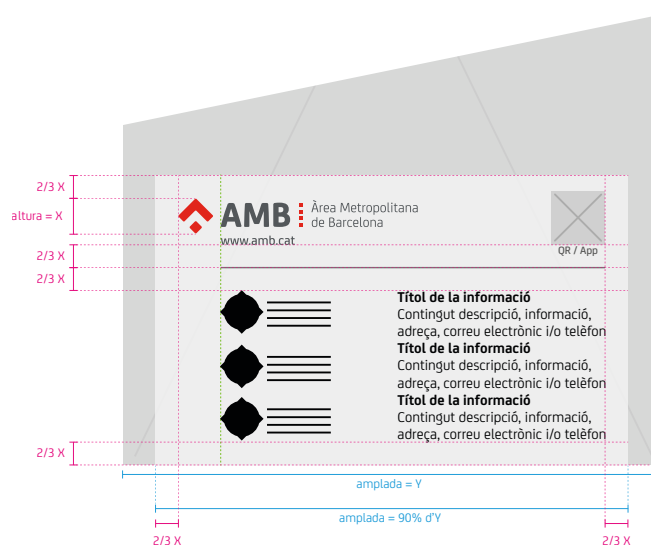 2/3 X
altura = X
2/3 X
2/3 X
AMB
Àrea Metropolitana
de Barcelona
www.amb.cat
QR / App
Títol de la informació
Contingut descripció, informació,
adreça, correu electrònic i/o telèfon
Títol de la informació
Contingut descripció, informació,
adreça, correu electrònic i/o telèfon
Títol de la informació
Contingut descripció, informació,
adreça, correu electrònic i/o telèfon
2/3 X
amplada = Y
amplada = 90% d'Y
2/3 X
2/3 X